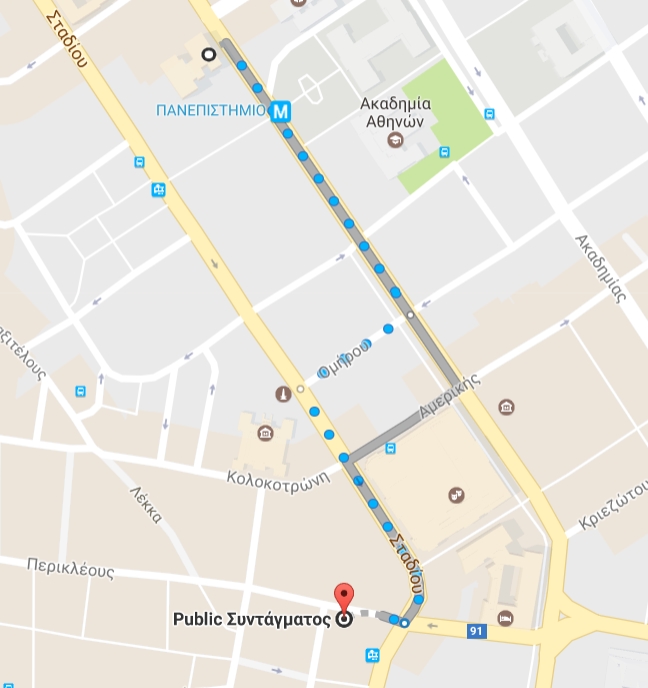 Σταδίου
ΠΑΝΕΠΙΣΤΗΜΙΟ
M
Ακαδημία
Αθηνών
Ακαδημίας
Ομήρου
Αμερικής
Κολοκοτρώνη
Λέκκα
Κριεζώτου
Σταδίου
Περικλέους
Public Συντάγματος
91